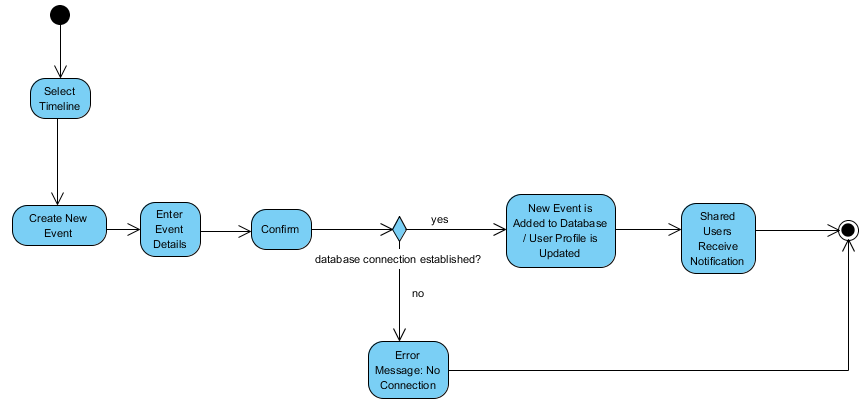 Select
Timeline
Create New
Event
Enter
Event
Details
Confirm
yes
database connection established?
no
New Event is
Added to Database
/ User Profile is
Updated
Shared
Users
Receive
Notification
Error
Message: No
Connection